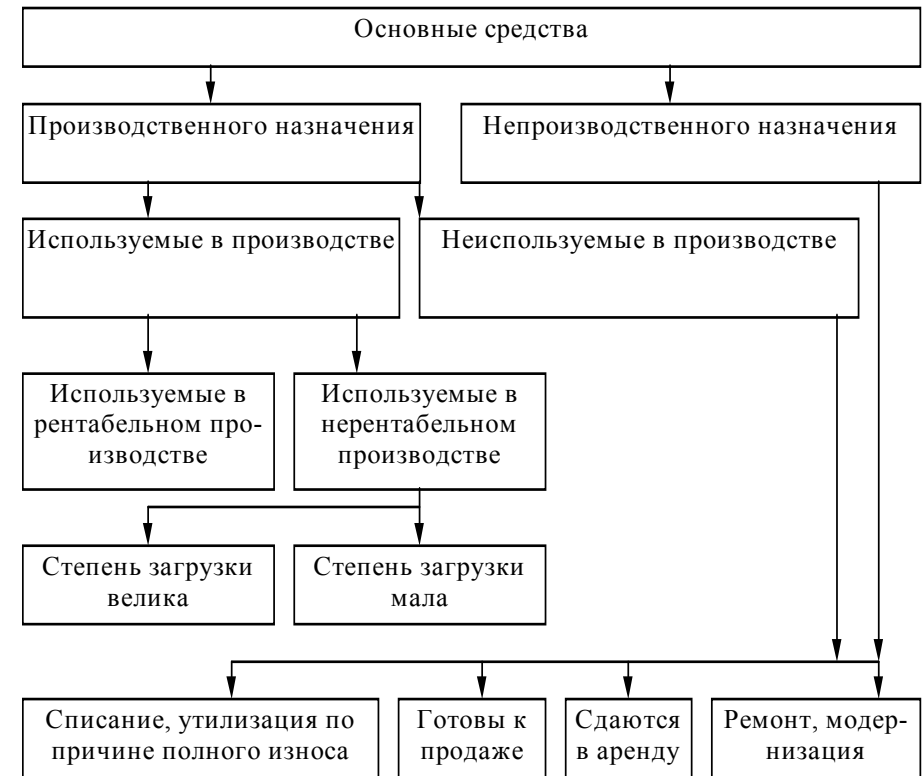 Основные средства
Производственного назначения
Непроизводственного назначения
Используемые в производстве
Неиспользуемые в производстве
Используемые в
рентабельном про-
изводстве
Используемые в
нерентабельном
производстве
Степень загрузки
велика
Степень загрузки
мала
Списание, утилизация по
причине полного износа
Готовы к
продаже
Сдаются
в аренду
Ремонт, модер-
низация